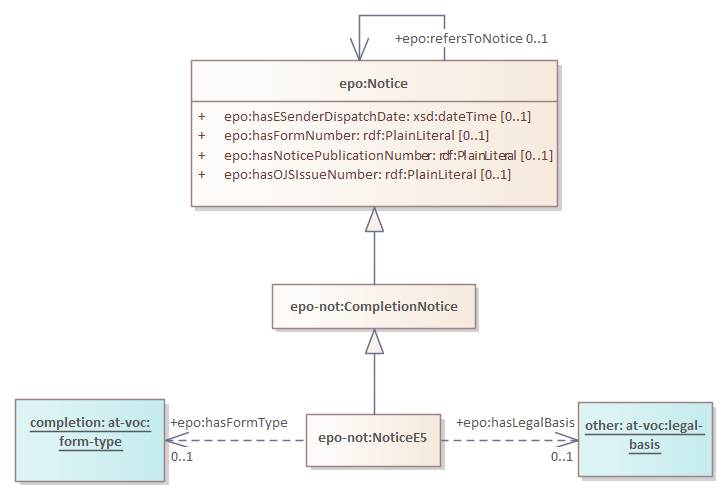 +epo:refersToNotice 0..1
epo:Notice
+ epo:hasESenderDispatchDate: xsd:dateTime [0..1]
+ epo:hasFormNumber: rdf:PlainLiteral [0..1]
+ epo:hasNoticePublicationNumber: rdf:PlainLiteral [0..1]
+ epo:hasOJSIssueNumber: rdf:PlainLiteral [0..1]
epo-not:CompletionNotice
completion: at-voc:
form-type
+epo:hasFormType
0..1
epo-not:NoticeE5
+epo:hasLegalBasis
0..1
other: at-voc:legal-
basis